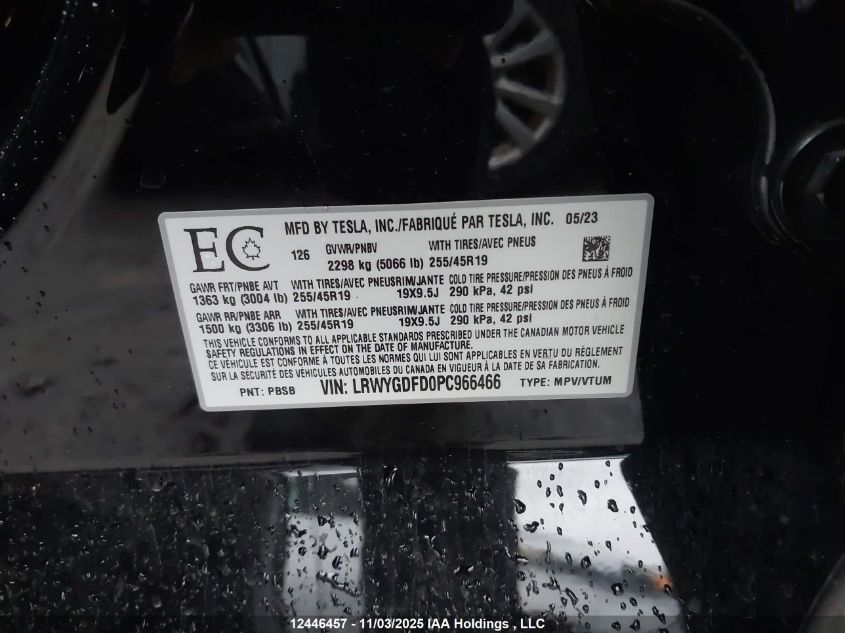 EC
MFD BY TESLA, INC./FABRIQUÉ PAR TESLA, INC. 05/23
126 GVWR/PNBV WITH TIRES/AVEC PNEUS
2298 kg (5066 lb) 255/45R19
GAWR FRT/PNBE AVT WITH TIRES/AVEC PNEUS RIM/JANTE COLD TIRE PRESSURE/PRESSION DES PNEUS À FROID
1363 kg (3004 lb) 255/45R19 19X9.5J 290 kPa, 42 psi
GAWR RR/PNBE ARR WITH TIRES/AVEC PNEUS RIM/JANTE COLD TIRE PRESSURE/PRESSION DES PNEUS À FROID
1500 kg (3306 lb) 255/45R19 19X9.5J 290 kPa, 42 psi
THIS VEHICLE CONFORMS TO ALL APPLICABLE STANDARDS PRESCRIBED UNDER THE CANADIAN MOTOR VEHICLE
SAFETY REGULATIONS IN EFFECT ON THE DATE OF MANUFACTURE.
CE VÉHICULE EST CONFORME À TOUTES LES NORMES QUI LUI SONT APPLICABLES EN VERTU DU RÈGLEMENT
SUR LA SÉCURITÉ DES VÉHICULES AUTOMOBILES DU CANADA EN VIGUEUR À LA DATE DE SA FABRICATION.
PNT: PBSB VIN: LRWYGDFD0PC966466 TYPE: MPV/VTUM
12446457 - 11/03/2025 IAA Holdings , LLC